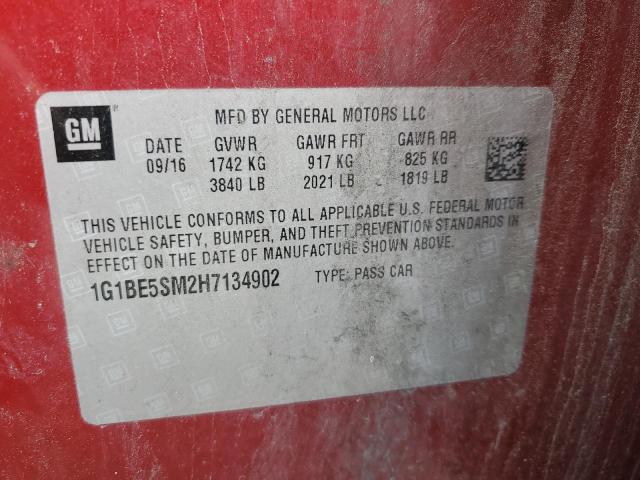 GM
MFD BY GENERAL MOTORS LLC
DATE GVWR GAWR FRT GAWR RR
09/16 1742 KG 917 KG 825 KG
3840 LB 2021 LB 1819 LB
THIS VEHICLE CONFORMS TO ALL APPLICABLE U.S. FEDERAL MOTOR
VEHICLE SAFETY, BUMPER, AND THEFT PREVENTION STANDARDS IN
EFFECT ON THE DATE OF MANUFACTURE SHOWN ABOVE.
1G1BE5SM2H7134902 TYPE: PASS CAR